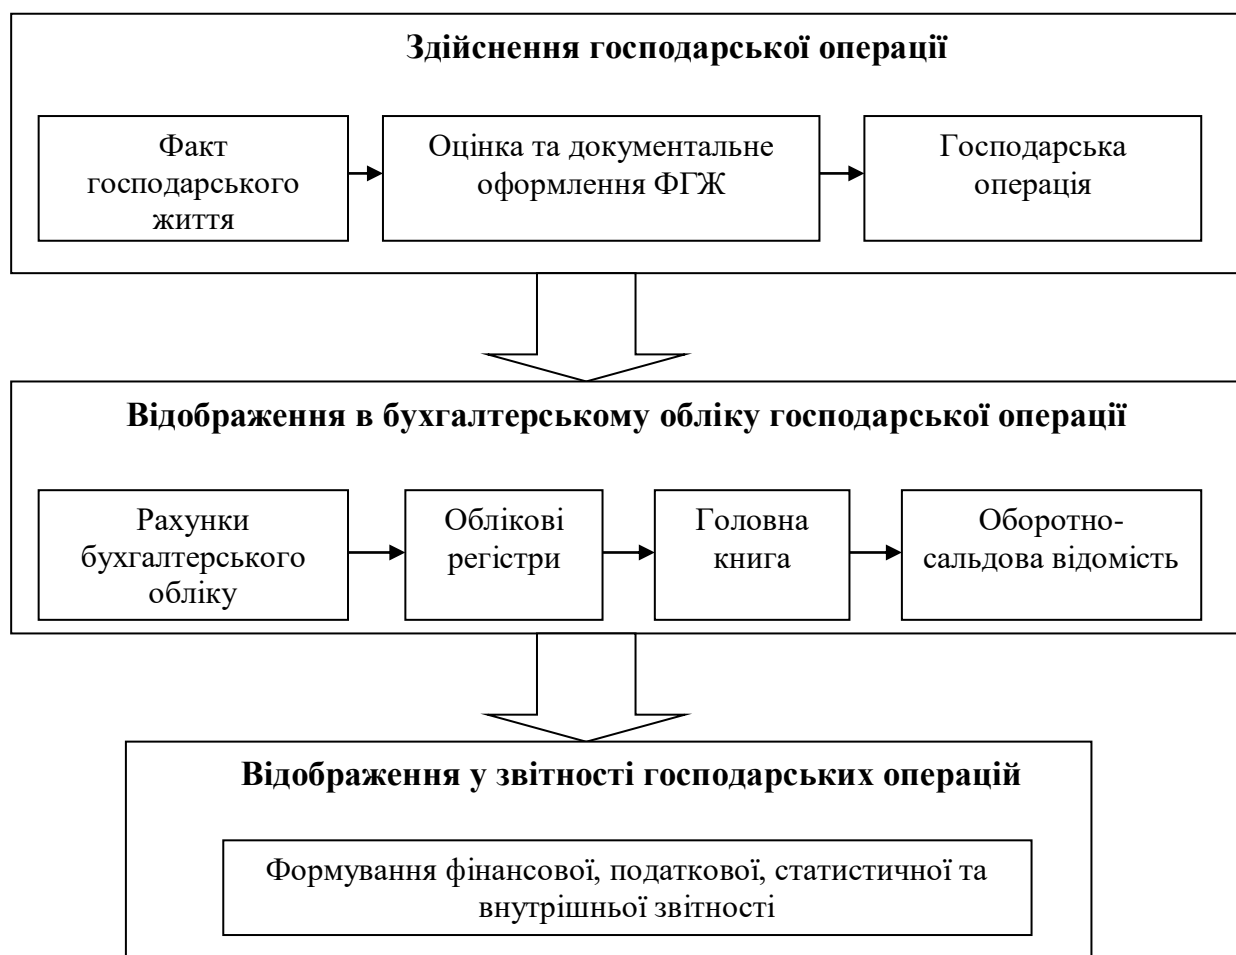 Здійснення господарської операції
Факт
господарського
життя
Оцінка та документальне
оформлення ФГЖ
Господарська
операція
Відображення в бухгалтерському обліку господарської операції
Рахунки
бухгалтерського
обліку
Облікові
регістри
Головна
книга
Оборотно-
сальдова відомість
Відображення у звітності господарських операцій
Формування фінансової, податкової, статистичної та
внутрішньої звітності